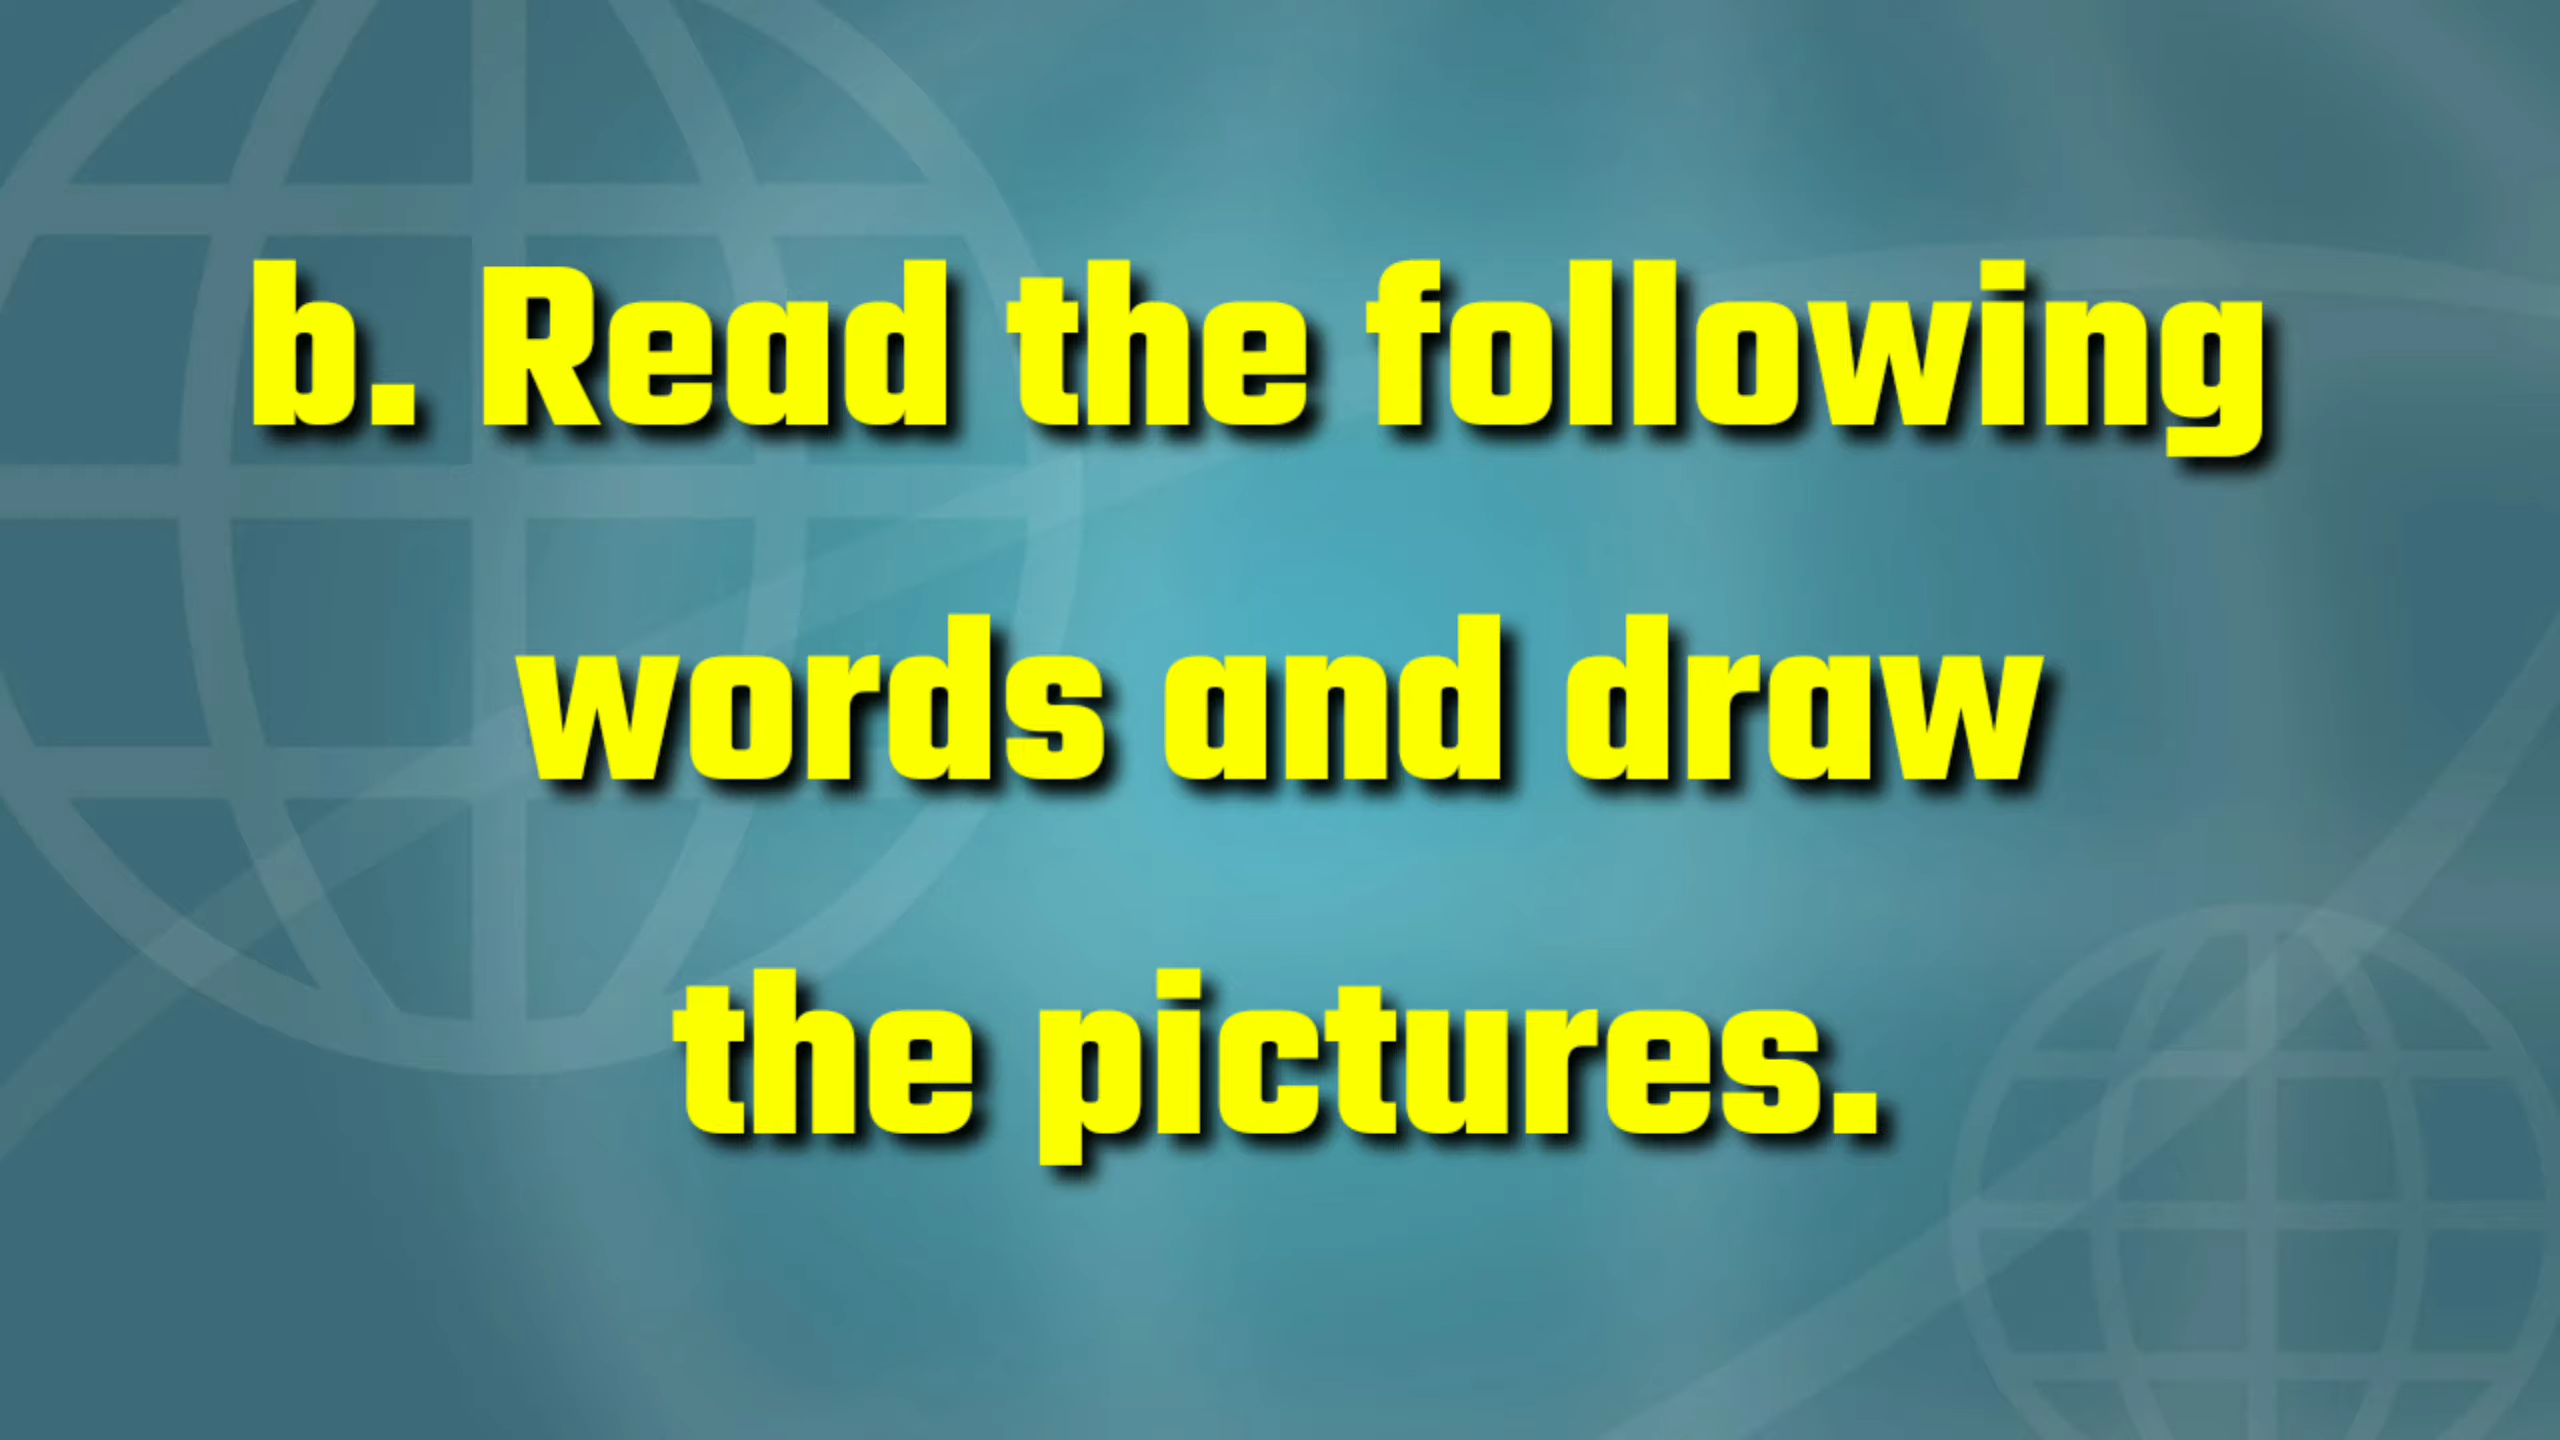 b. Read the following
words and draw
the pictures.